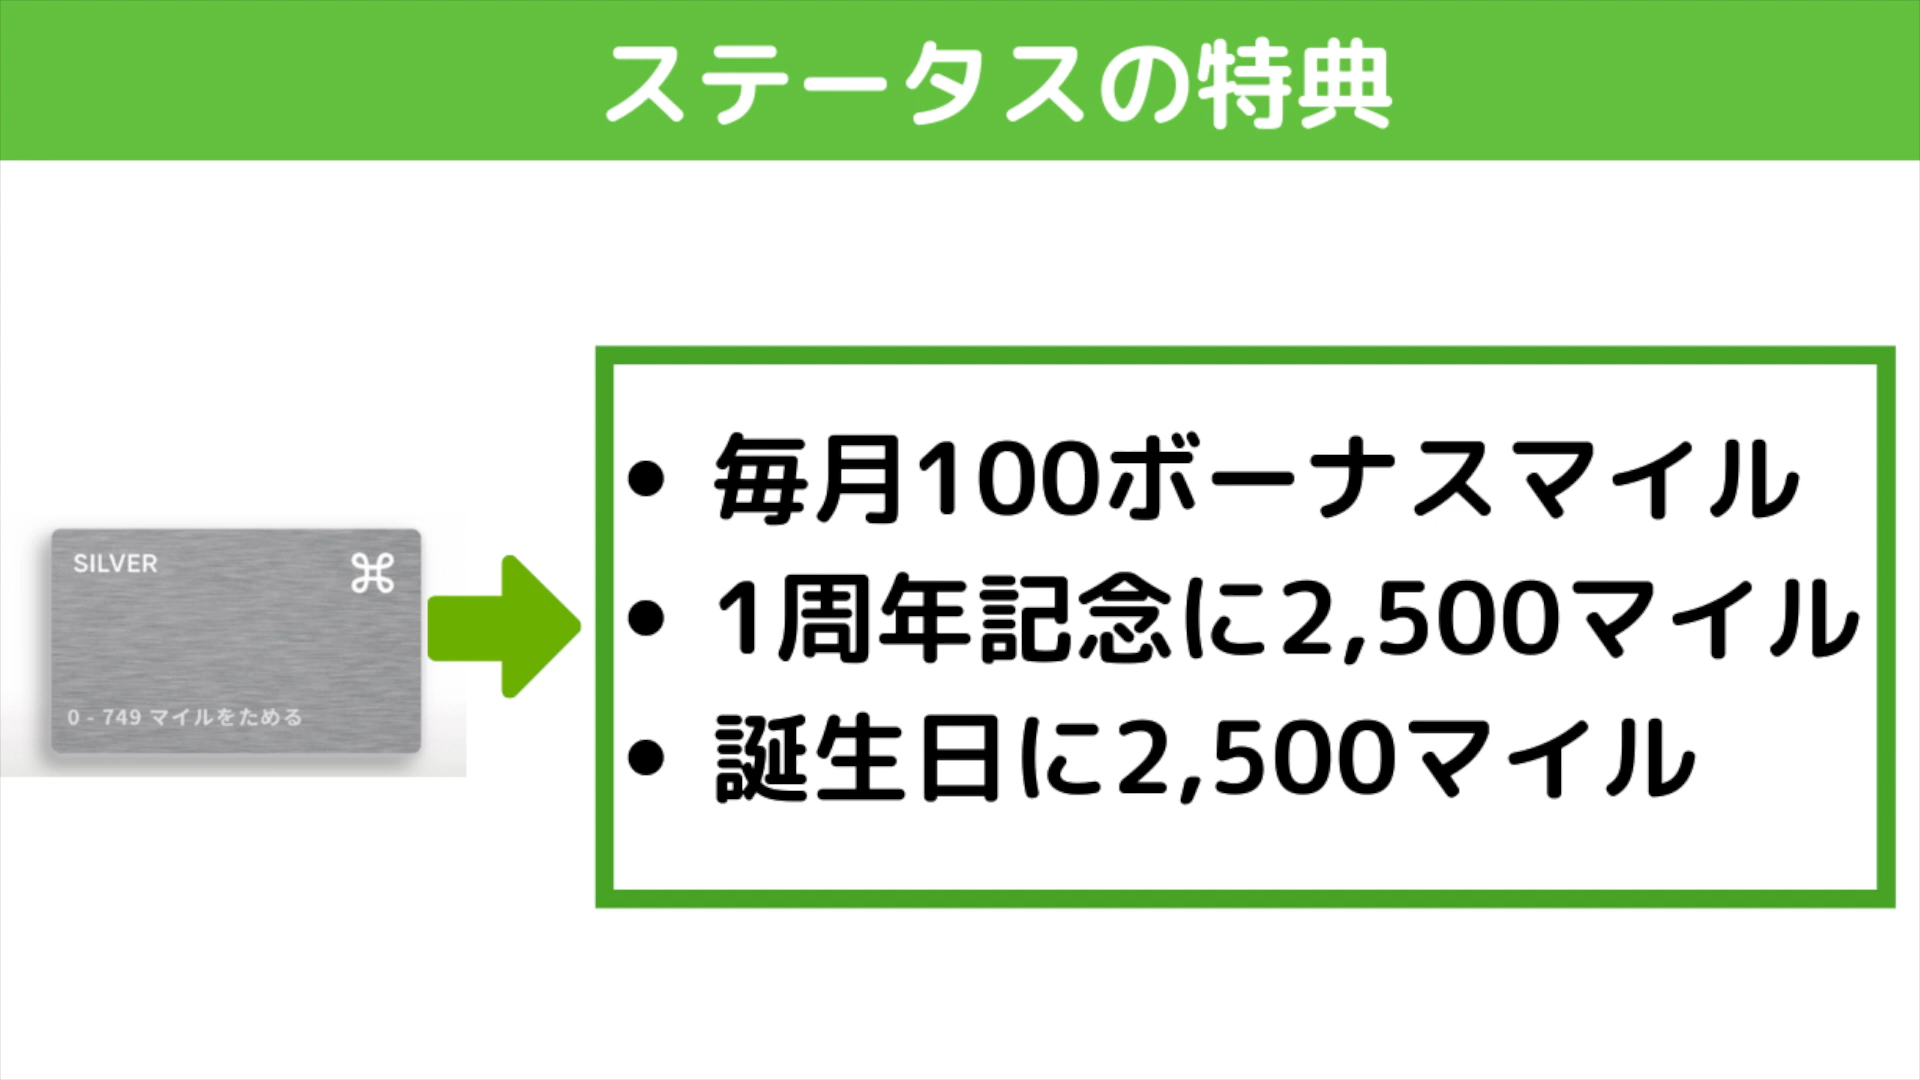 ステータスの特典
• 毎月100ボーナスマイル
• 1周年記念に2,500マイル
• 誕生日に2,500マイル
SILVER
0 - 749 マイルをためる